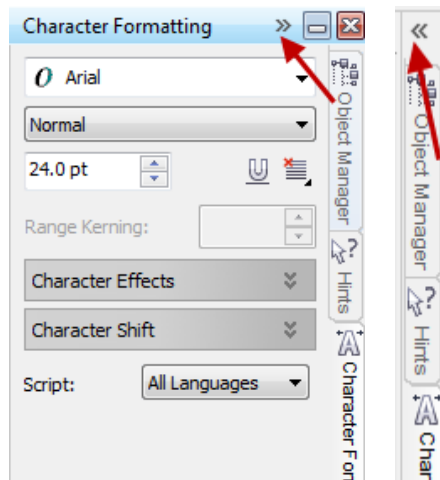 Character Formatting
Arial
Normal
24.0 pt
Range Kerning:
Character Effects
Character Shift
Script:
All Languages
Object Manager
Hints
Character For
Object Manager
Hints
Char